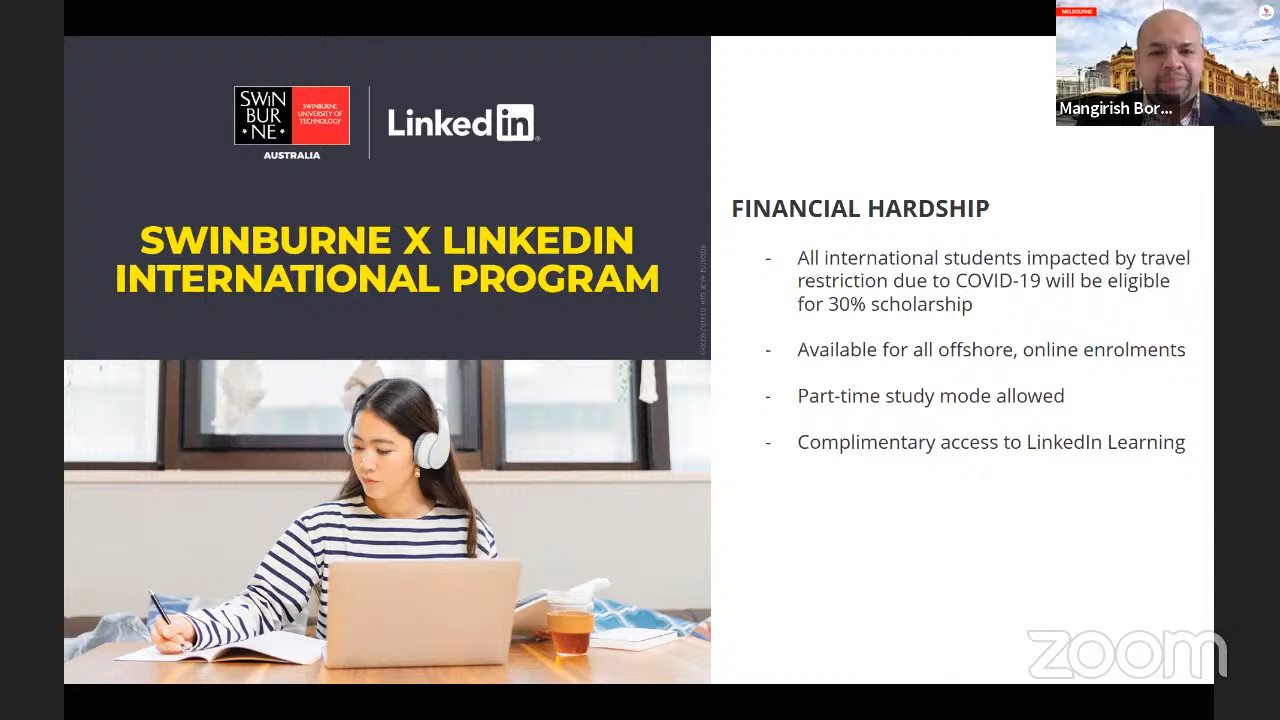 MELBOURNE
Mangirish Bor...
SWiN
BUR
NE
SWINBURNE
UNIVERSITY OF
TECHNOLOGY
AUSTRALIA
Linked in
SWINBURNE X LINKEDIN
INTERNATIONAL PROGRAM
FINANCIAL HARDSHIP
- All international students impacted by travel
restriction due to COVID-19 will be eligible
for 30% scholarship
- Available for all offshore, online enrolments
- Part-time study mode allowed
- Complimentary access to LinkedIn Learning
zoom